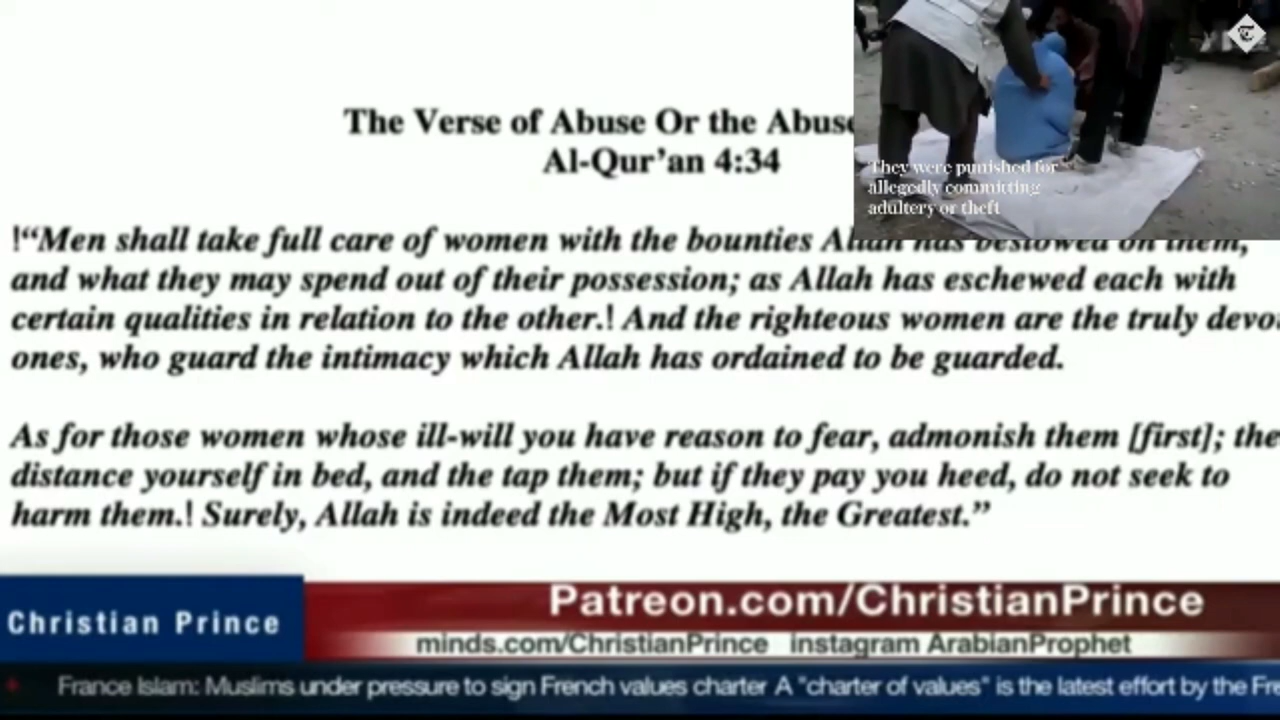 The Verse of Abuse Or the Abuse
Al-Qur'an 4:34
They were punished for
allegedly committing
adultery or theft
!“Men shall take full care of women with the bounties Allah has bestowed on them,
and what they may spend out of their possession; as Allah has eschewed each with
certain qualities in relation to the other.! And the righteous women are the truly
ones, who guard the intimacy which Allah has ordained to be guarded.
As for those women whose ill-will you have reason to fear, admonish them [first];
distance yourself in bed, and the tap them; but if they pay you heed, do not seek to
harm them.! Surely, Allah is indeed the Most High, the Greatest.”
Christian Prince
Patreon.com/ChristianPrince
minds.com/ChristianPrince instagram ArabianProphet
France Islam: Muslims under pressure to sign French values charter A "charter of values" is the latest effort by the